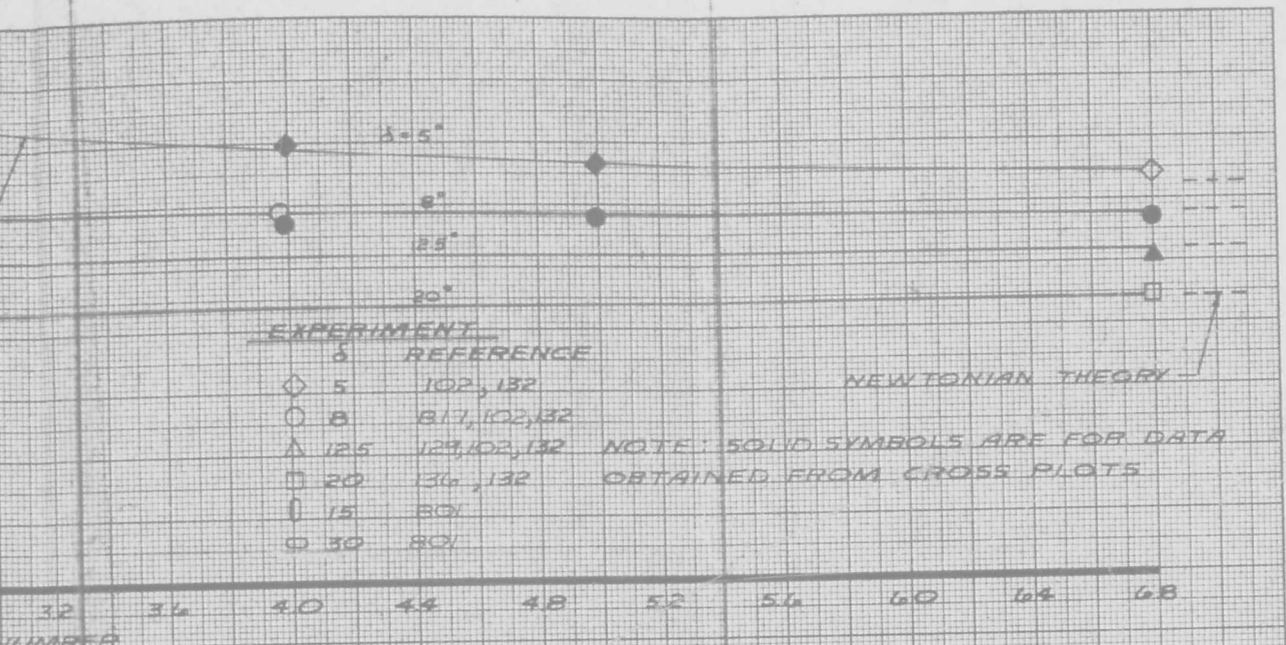 δ = 5°
8°
12.5°
20°
EXPERIMENT
δ REFERENCE
5 102, 132
8 817, 102, 132
12.5 129, 102, 132
20 136, 132
15 801
30 801
NEWTONIAN THEORY
NOTE: SOLID SYMBOLS ARE FOR DATA
OBTAINED FROM CROSS PLOTS
3.2 3.6 4.0 4.4 4.8 5.2 5.6 6.0 6.4 6.8
NUMBER